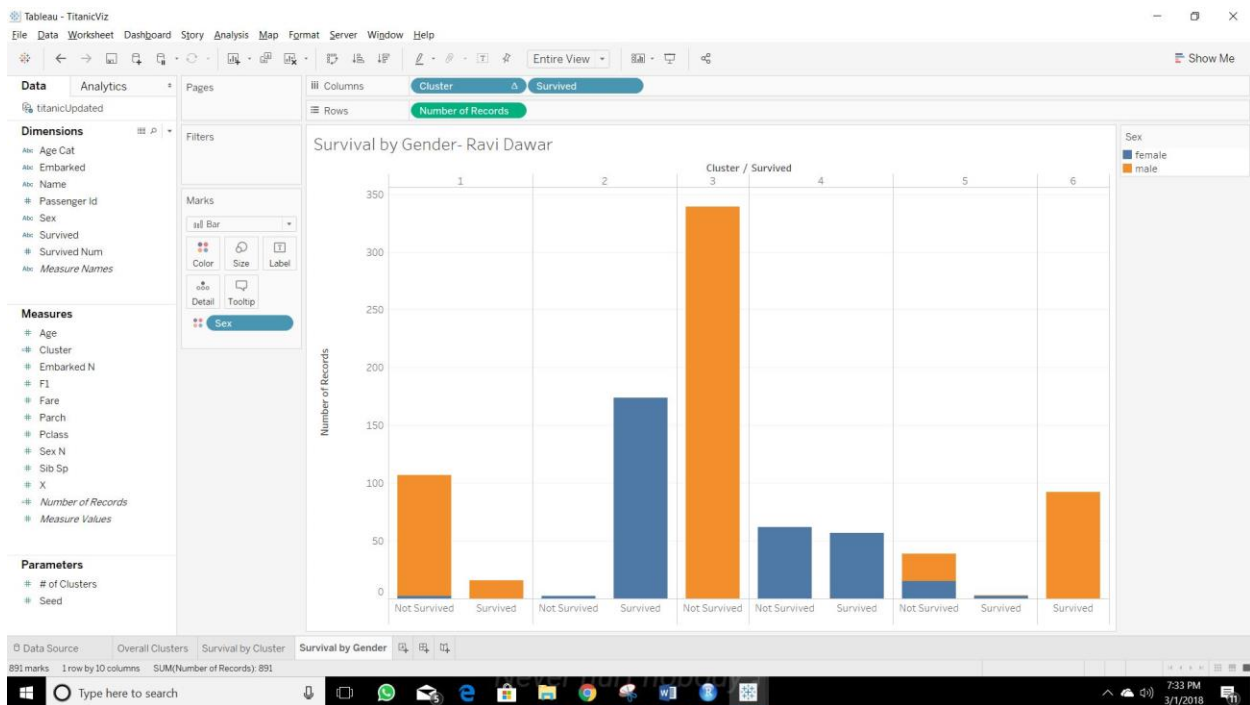 Tableau - TitanicViz
File Data Worksheet Dashboard Story Analysis Map Format Server Window Help
Entire View
Show Me
Data Analytics
titanicUpdated
Dimensions
Abc Age Cat
Abc Embarked
Abc Name
# Passenger Id
Abc Sex
Abc Survived
# Survived Num
Abc Measure Names
Measures
# Age
=# Cluster
# Embarked N
# F1
# Fare
# Parch
# Pclass
# Sex N
# Sib Sp
# X
=# Number of Records
# Measure Values
Parameters
# # of Clusters
# Seed
Pages
Filters
Marks
Bar
Color Size Label
Detail Tooltip
Sex
Columns Cluster Δ Survived
Rows Number of Records
Survival by Gender- Ravi Dawar
Cluster / Survived
1 2 3 4 5 6
350
300
250
200
150
100
50
0
Number of Records
Not Survived Survived Not Survived Survived Not Survived Not Survived Survived Not Survived Survived Survived
Sex
female
male
Data Source Overall Clusters Survival by Cluster Survival by Gender
891 marks 1 row by 10 columns SUM(Number of Records): 891
Type here to search
7:33 PM
3/1/2018
11